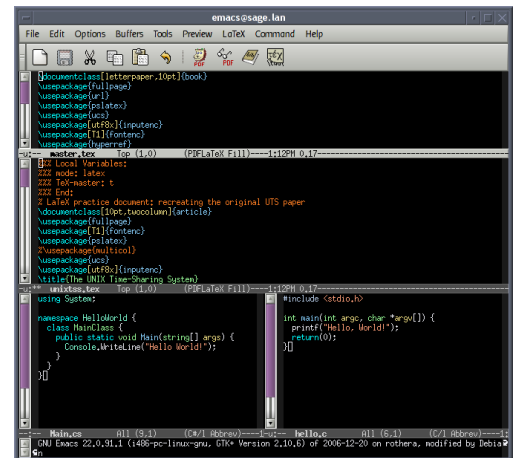 emacs@sage.lan
File Edit Options Buffers Tools Preview LaTeX Command Help
\documentclass[letterpaper,10pt]{book}
\usepackage{fullpage}
\usepackage{url}
\usepackage{pslatex}
\usepackage{ucs}
\usepackage[utf8x]{inputenc}
\usepackage[T1]{fontenc}
\usepackage{hyperref}
-u:-- master.tex Top (1,0) (PDFLaTeX Fill)----1:12PM 0.17
%%% Local Variables:
%%% mode: latex
%%% TeX-master: t
%%% End:
% LaTeX practice document: recreating the original UTS paper
\documentclass[10pt,twocolumn]{article}
\usepackage{fullpage}
\usepackage[T1]{fontenc}
\usepackage{pslatex}
%\usepackage{multicol}
\usepackage{ucs}
\usepackage[utf8x]{inputenc}
\title{The UNIX Time-Sharing System}
-u:** unixtss.tex Top (1,0) (PDFLaTeX Fill)----1:12PM 0.17
using System;
namespace HelloWorld {
class MainClass {
public static void Main(string[] args) {
Console.WriteLine("Hello World!");
}
}
}
--:-- Main.cs All (9,1) (C#/l Abbrev)----1
#include <stdio.h>
int main(int argc, char *argv[]) {
printf("Hello, World!");
return(0);
}
-u:-- hello.c All (6,1) (C/l Abbrev)----1:
GNU Emacs 22.0.91.1 (i486-pc-linux-gnu, GTK+ Version 2.10.6) of 2006-12-20 on rothera, modified by Debia
n